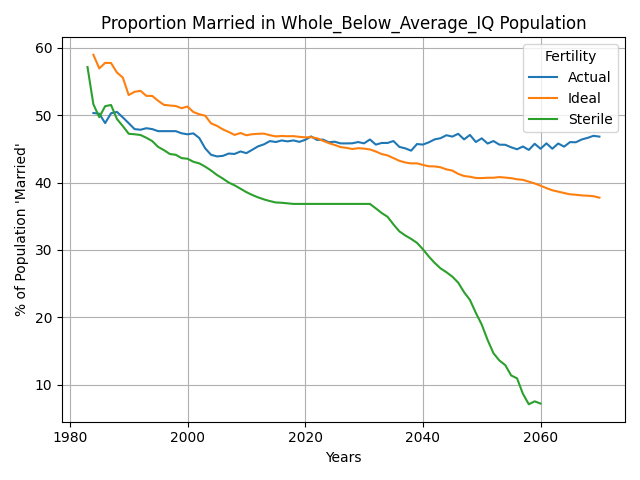 Proportion Married in Whole_Below_Average_IQ Population
% of Population 'Married'
60
50
40
30
20
10
1980
2000
2020
2040
2060
Years
Fertility
Actual
Ideal
Sterile